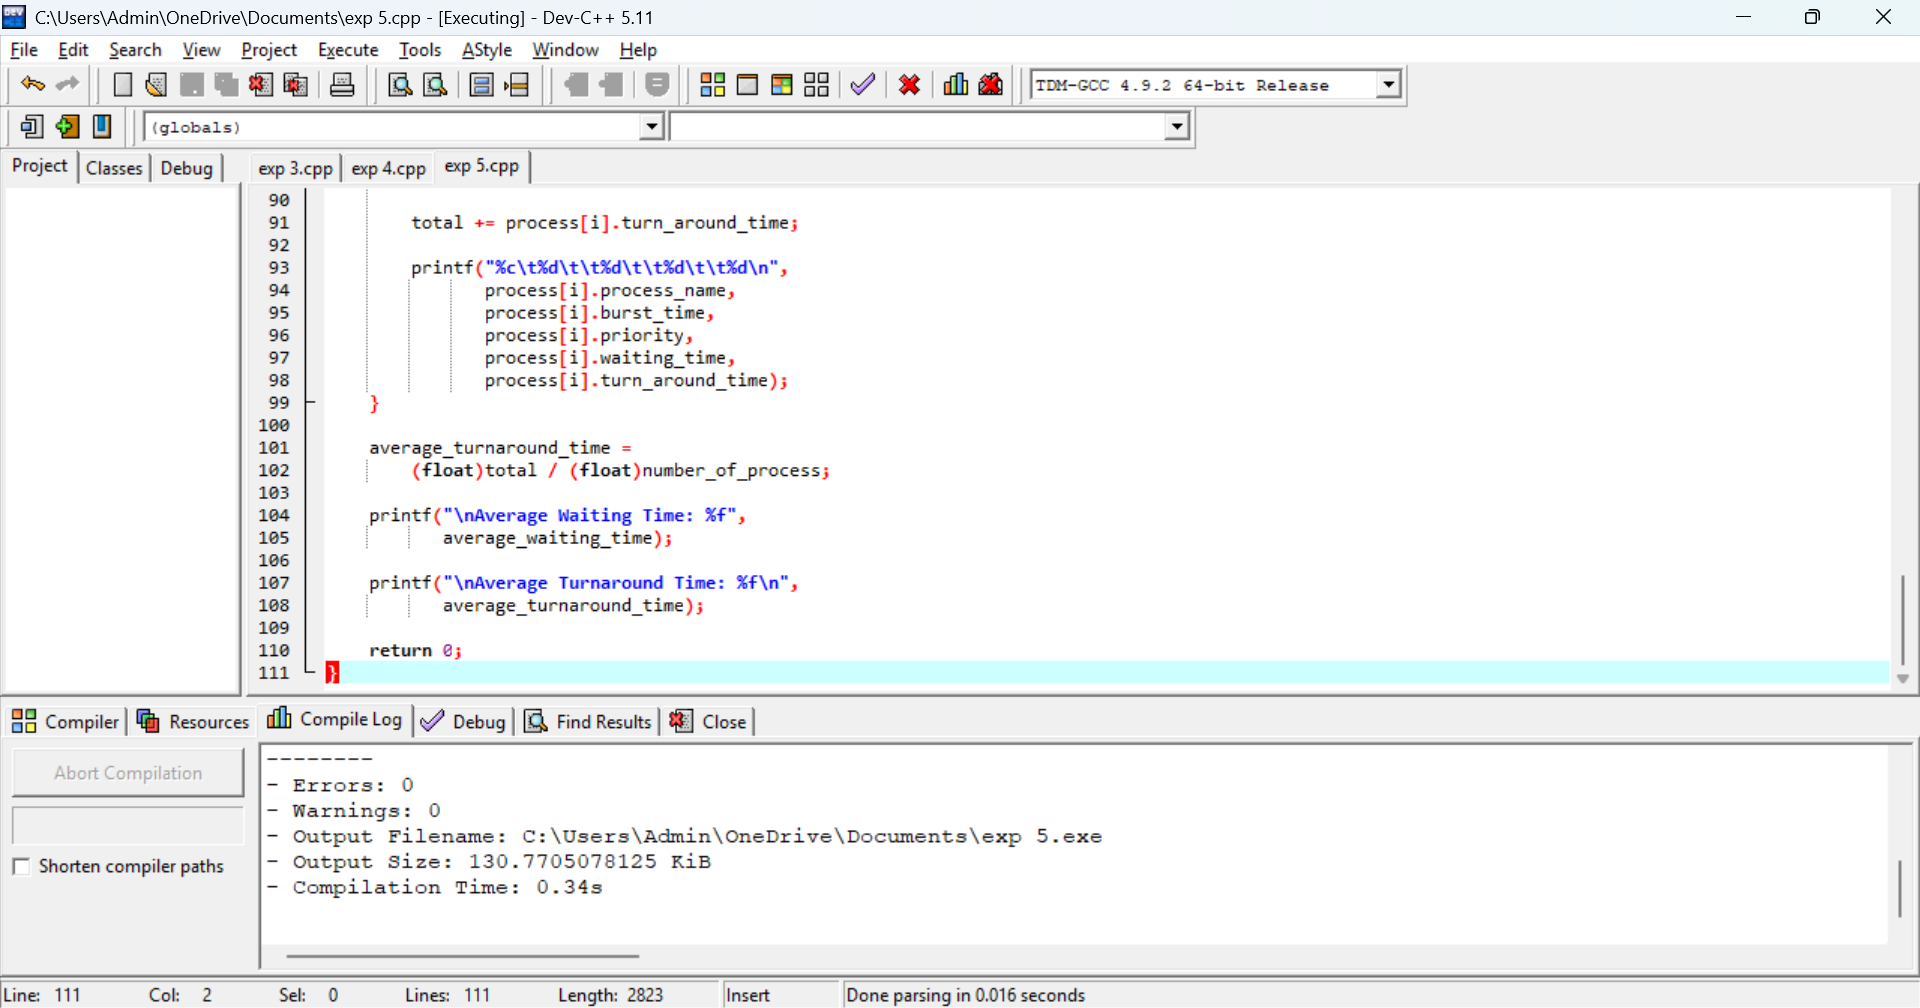 C:\Users\Admin\OneDrive\Documents\exp 5.cpp - [Executing] - Dev-C++ 5.11
File Edit Search View Project Execute Tools AStyle Window Help
TDM-GCC 4.9.2 64-bit Release
(globals)
Project Classes Debug exp 3.cpp exp 4.cpp exp 5.cpp
90
91 total += process[i].turn_around_time;
92
93 printf("%c\t%d\t\t%d\t\t%d\t\t%d\n",
94 process[i].process_name,
95 process[i].burst_time,
96 process[i].priority,
97 process[i].waiting_time,
98 process[i].turn_around_time);
99 }
100
101 average_turnaround_time =
102 (float)total / (float)number_of_process;
103
104 printf("\nAverage Waiting Time: %f",
105 average_waiting_time);
106
107 printf("\nAverage Turnaround Time: %f\n",
108 average_turnaround_time);
109
110 return 0;
111 }
Compiler Resources Compile Log Debug Find Results Close
Abort Compilation
Shorten compiler paths
--------
- Errors: 0
- Warnings: 0
- Output Filename: C:\Users\Admin\OneDrive\Documents\exp 5.exe
- Output Size: 130.7705078125 KiB
- Compilation Time: 0.34s
Line: 111 Col: 2 Sel: 0 Lines: 111 Length: 2823 Insert Done parsing in 0.016 seconds